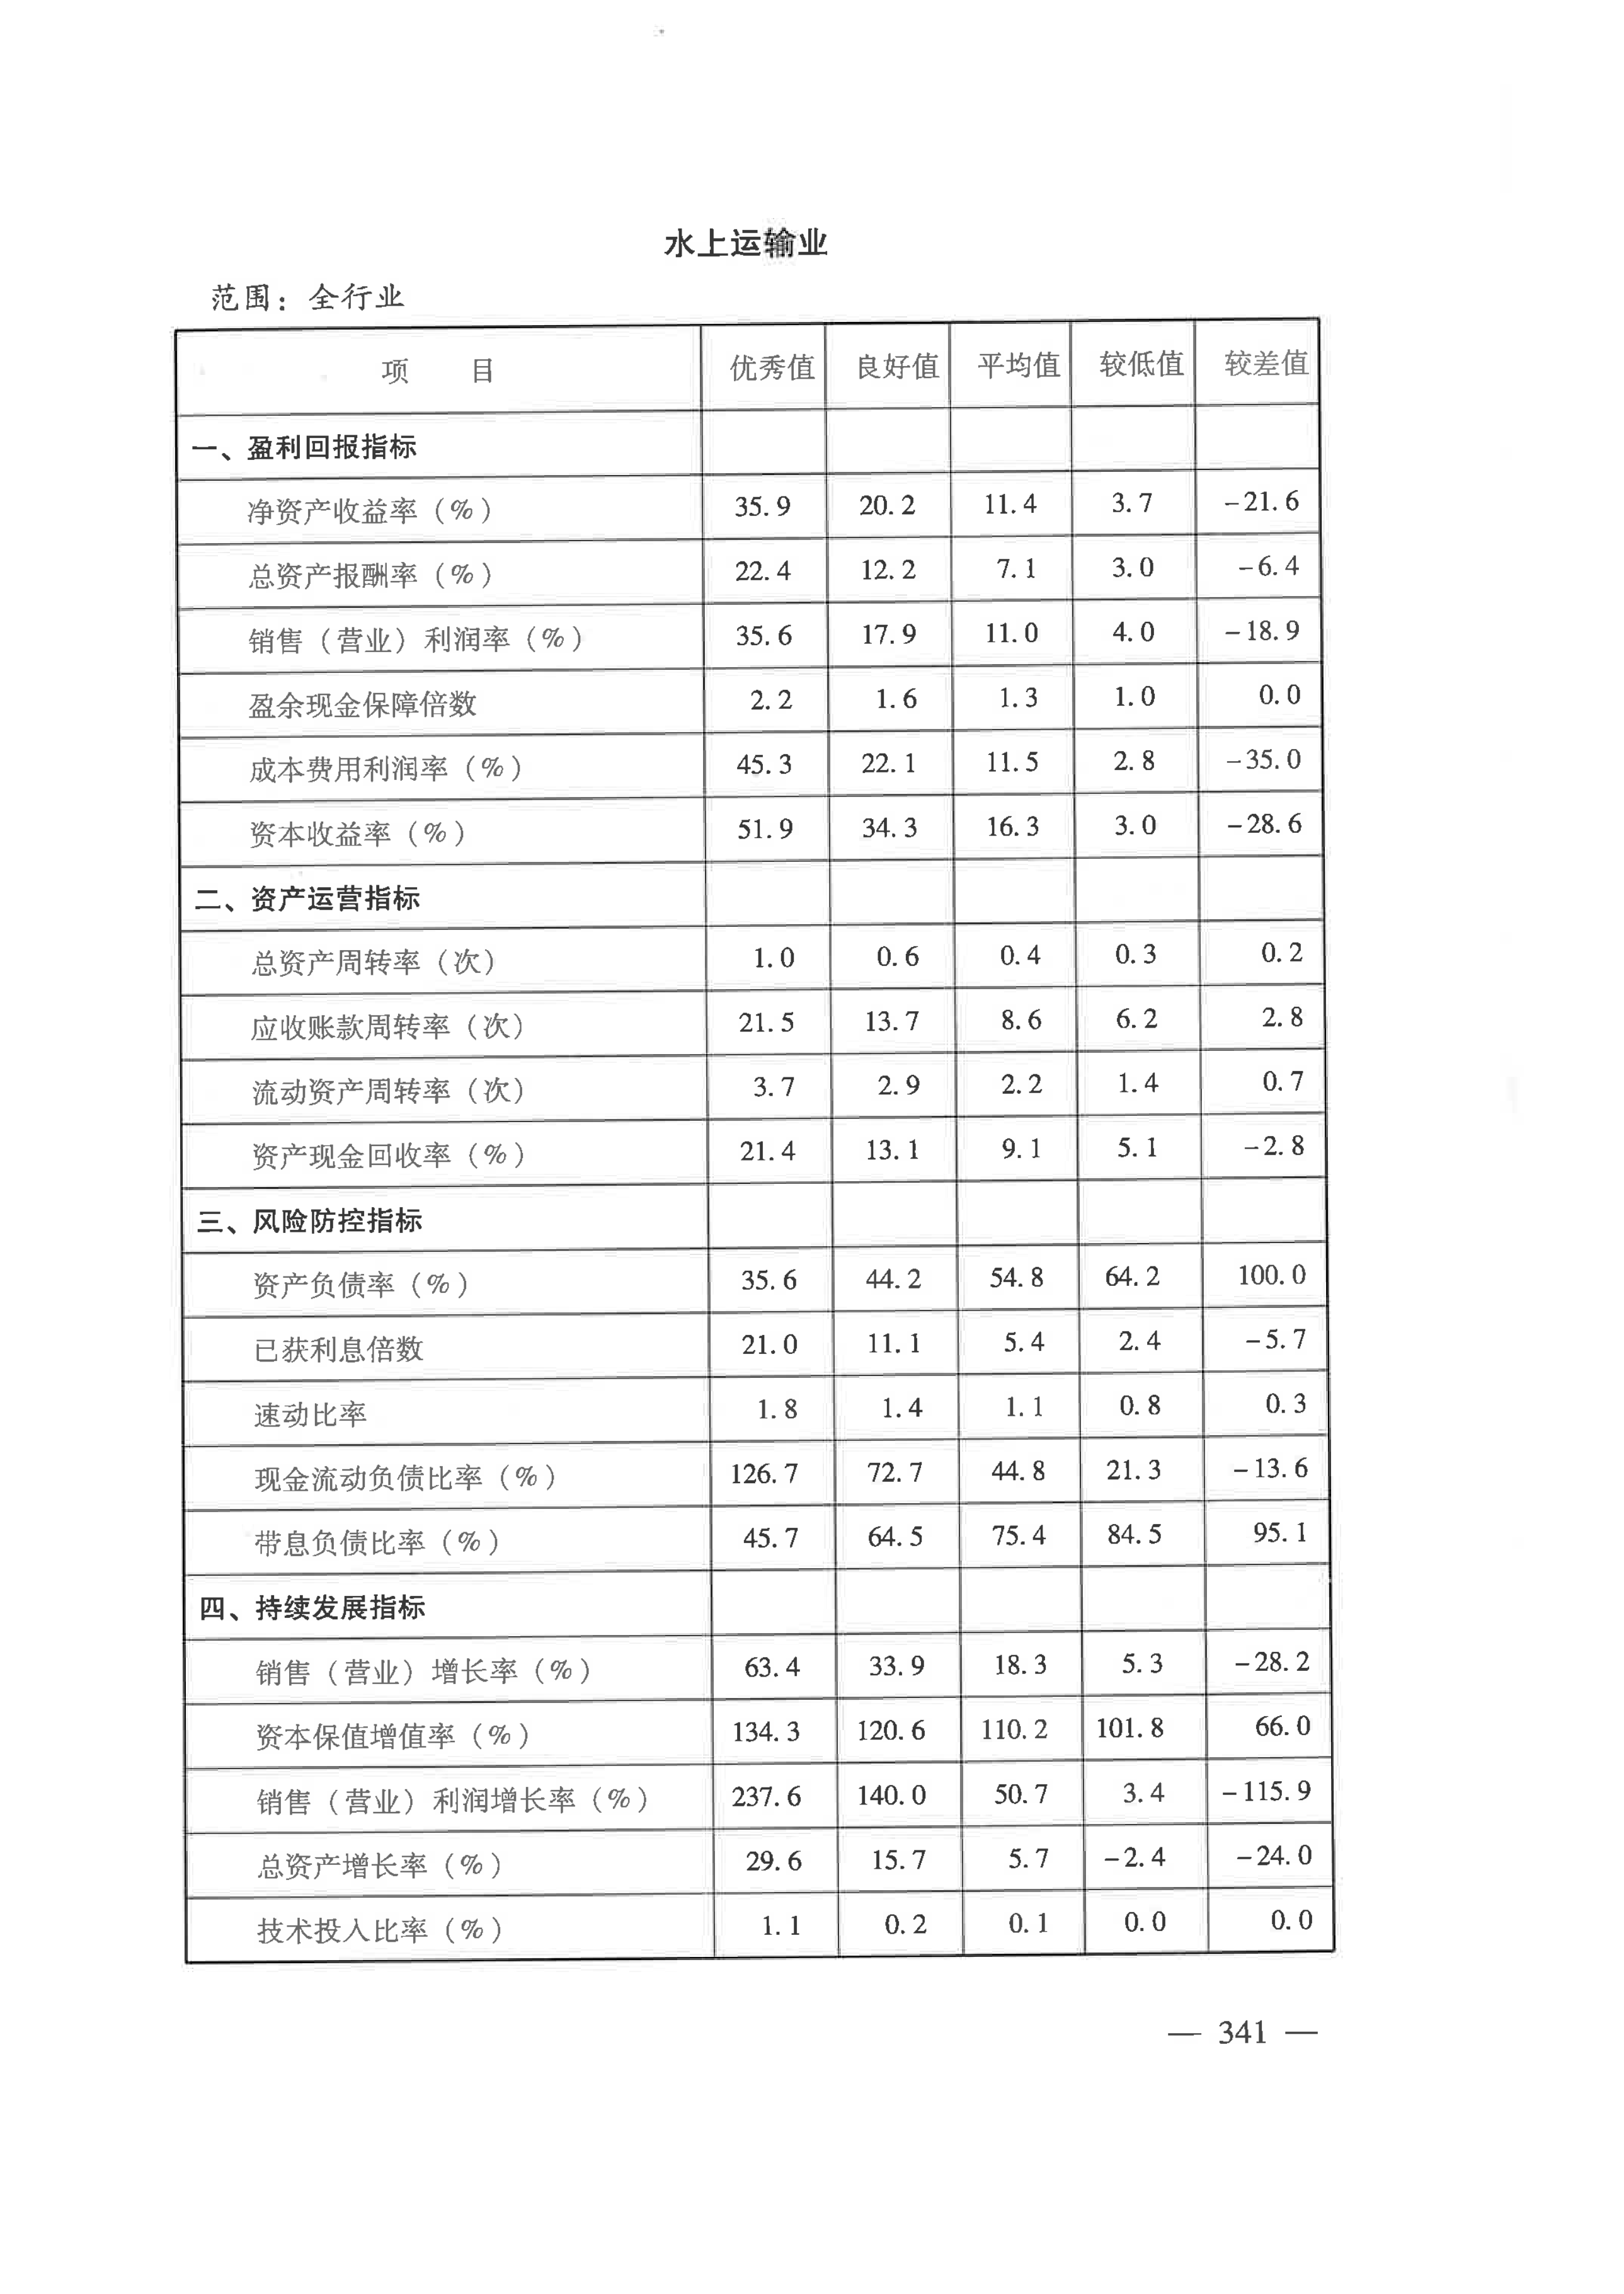 水上运输业
范围：全行业
项 目 优秀值 良好值 平均值 较低值 较差值
一、盈利回报指标
净资产收益率（%） 35.9 20.2 11.4 3.7 -21.6
总资产报酬率（%） 22.4 12.2 7.1 3.0 -6.4
销售（营业）利润率（%） 35.6 17.9 11.0 4.0 -18.9
盈余现金保障倍数 2.2 1.6 1.3 1.0 0.0
成本费用利润率（%） 45.3 22.1 11.5 2.8 -35.0
资本收益率（%） 51.9 34.3 16.3 3.0 -28.6
二、资产运营指标
总资产周转率（次） 1.0 0.6 0.4 0.3 0.2
应收账款周转率（次） 21.5 13.7 8.6 6.2 2.8
流动资产周转率（次） 3.7 2.9 2.2 1.4 0.7
资产现金回收率（%） 21.4 13.1 9.1 5.1 -2.8
三、风险防控指标
资产负债率（%） 35.6 44.2 54.8 64.2 100.0
已获利息倍数 21.0 11.1 5.4 2.4 -5.7
速动比率 1.8 1.4 1.1 0.8 0.3
现金流动负债比率（%） 126.7 72.7 44.8 21.3 -13.6
带息负债比率（%） 45.7 64.5 75.4 84.5 95.1
四、持续发展指标
销售（营业）增长率（%） 63.4 33.9 18.3 5.3 -28.2
资本保值增值率（%） 134.3 120.6 110.2 101.8 66.0
销售（营业）利润增长率（%） 237.6 140.0 50.7 3.4 -115.9
总资产增长率（%） 29.6 15.7 5.7 -2.4 -24.0
技术投入比率（%） 1.1 0.2 0.1 0.0 0.0
— 341 —